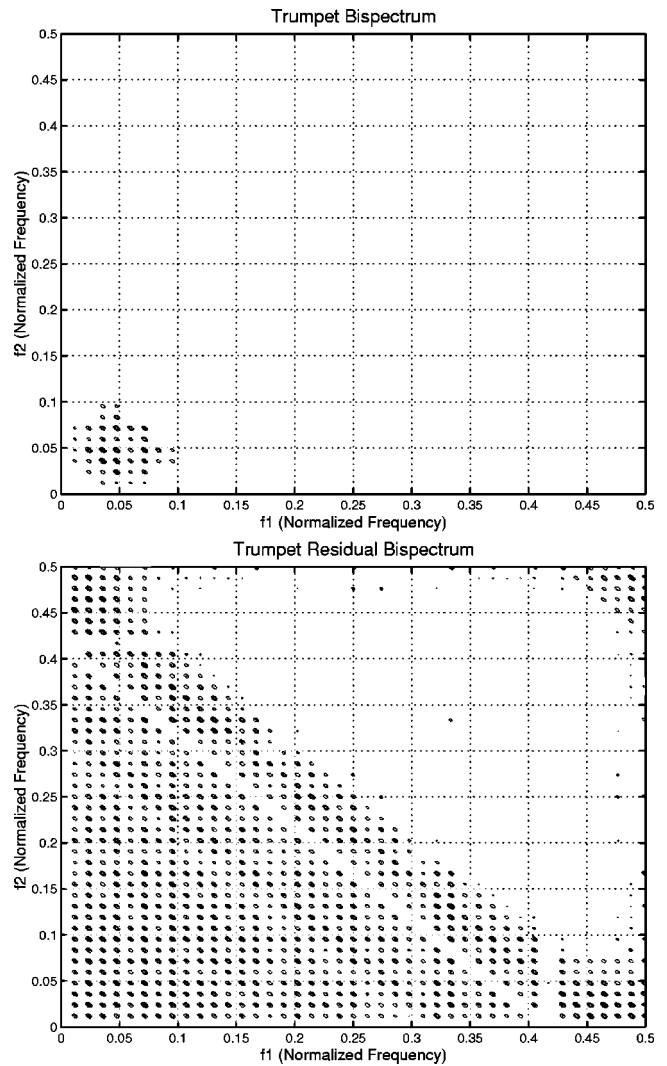 Trumpet Bispectrum
0.5
0.45
0.4
0.35
0.3
0.25
0.2
0.15
0.1
0.05
0
f2 (Normalized Frequency)
0 0.05 0.1 0.15 0.2 0.25 0.3 0.35 0.4 0.45 0.5
f1 (Normalized Frequency)
Trumpet Residual Bispectrum
0.5
0.45
0.4
0.35
0.3
0.25
0.2
0.15
0.1
0.05
0
f2 (Normalized Frequency)
0 0.05 0.1 0.15 0.2 0.25 0.3 0.35 0.4 0.45 0.5
f1 (Normalized Frequency)